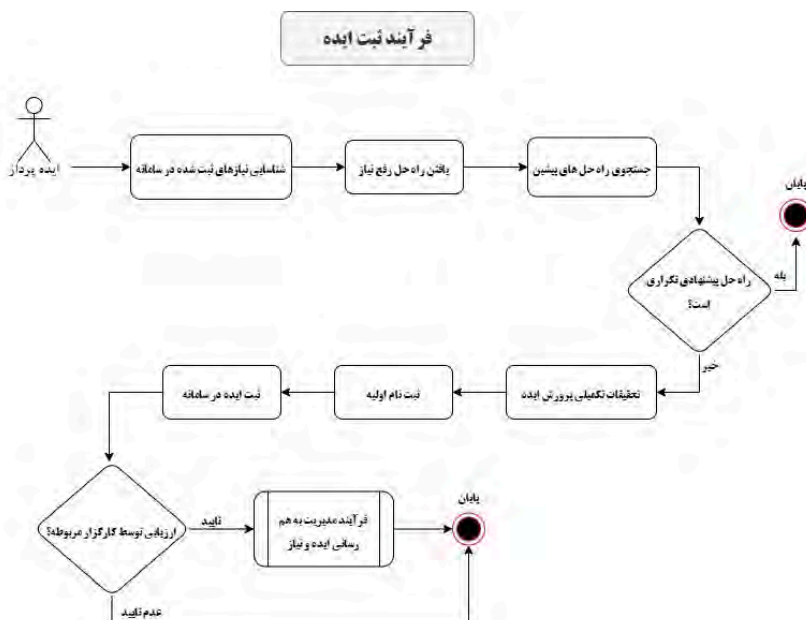 فرآیند ثبت ایده
ایده پرداز
شناسایی نیازهای ثبت شده در سامانه
یافتن راه حل رفع نیاز
جستجوی راه حل های پیشین
پایان
راه حل پیشنهادی تکراری
است؟
بله
خیر
تحقیقات تکمیلی پرورش ایده
ثبت نام اولیه
ثبت ایده در سامانه
ارزیابی توسط کارگزار مربوطه؟
تایید
فرآیند مدیریت به هم
رسانی ایده و نیاز
پایان
عدم تایید